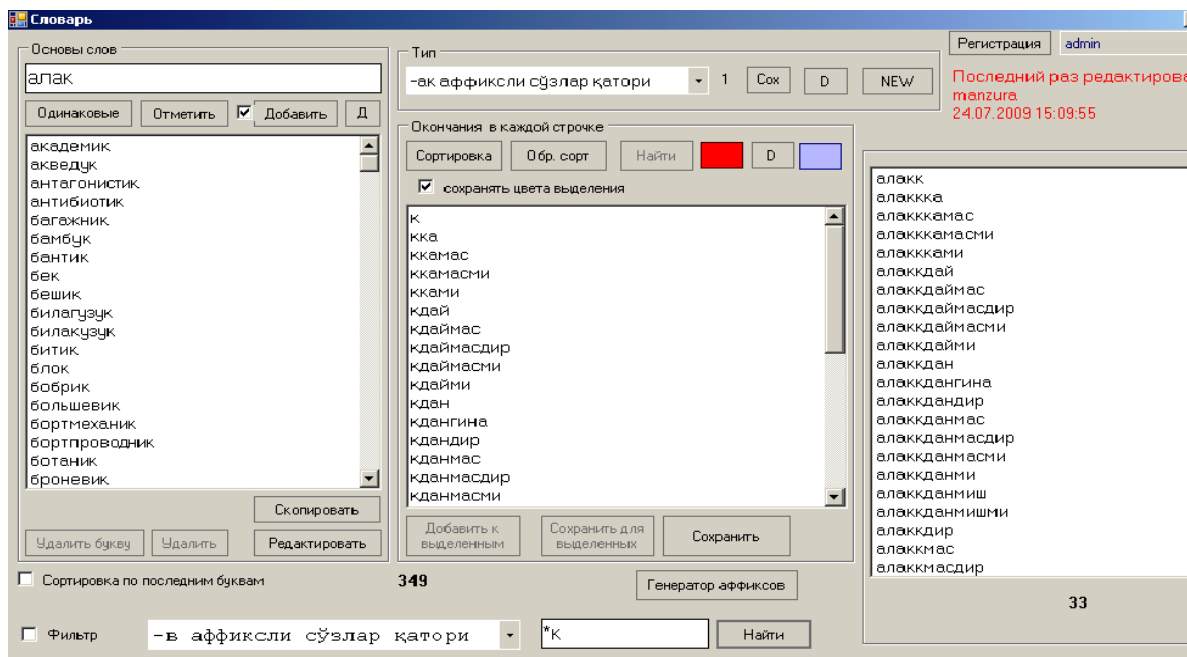 Словарь
Основы слов
алак
Одинаковые Отметить Добавить Д
академик
акведук
антагонистик
антибиотик
багажник
бамбук
бантик
бек
бешик
билагузук
билакузук
битик
блок
бобрик
большевик
бортмеханик
бортпроводник
ботаник
броневик
Скопировать
Удалить букву Удалить Редактировать
Сортировка по последним буквам
Фильтр -в аффиксли сўзлар қатори *К Найти
Тип
-ак аффиксли сўзлар қатори 1 Сох D NEW
Окончания в каждой строчке
Сортировка Обр. сорт Найти D
сохранять цвета выделения
к
кка
ккамас
ккамасми
кками
кдай
кдаймас
кдаймасдир
кдаймасми
кдайми
кдан
кдангина
кдандир
кданмас
кданмасдир
кданмасми
Добавить к выделенным Сохранить для выделенных Сохранить
349
Генератор аффиксов
Регистрация admin
Последний раз редактирова
manzura
24.07.2009 15:09:55
алакк
алаккка
алакккамас
алакккамасми
алаккками
алаккдай
алаккдаймас
алаккдаймасдир
алаккдаймасми
алаккдайми
алаккдан
алаккдангина
алаккдандир
алаккданмас
алаккданмасдир
алаккданмасми
алаккданми
алаккданмиш
алаккданмишми
алаккдир
алаккмас
алаккмасдир
33